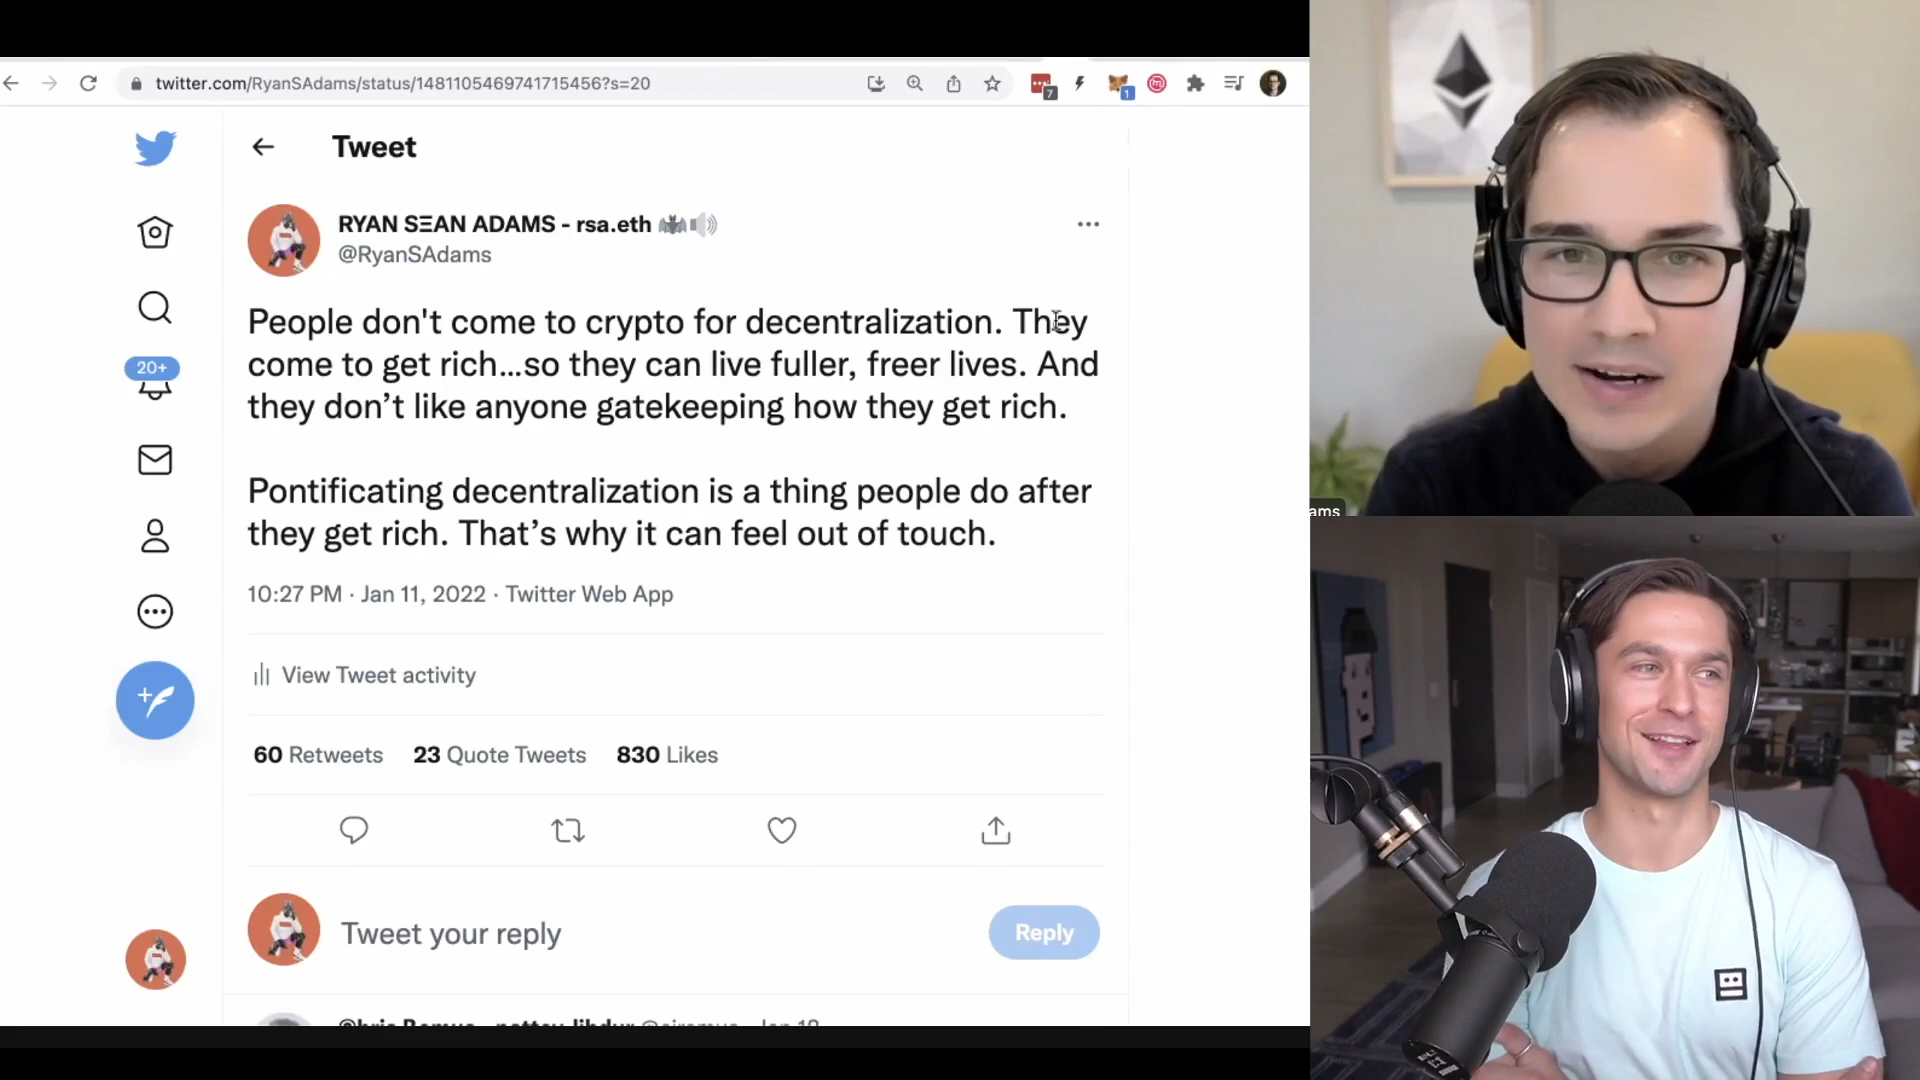 twitter.com/RyanSAdams/status/1481105469741715456?s=20
7
1
Tweet
RYAN SΞAN ADAMS - rsa.eth 🦇🔊
@RyanSAdams
People don't come to crypto for decentralization. They
come to get rich...so they can live fuller, freer lives. And
they don’t like anyone gatekeeping how they get rich.
Pontificating decentralization is a thing people do after
they get rich. That’s why it can feel out of touch.
10:27 PM · Jan 11, 2022 · Twitter Web App
20+
View Tweet activity
60 Retweets 23 Quote Tweets 830 Likes
Tweet your reply
Reply
ams